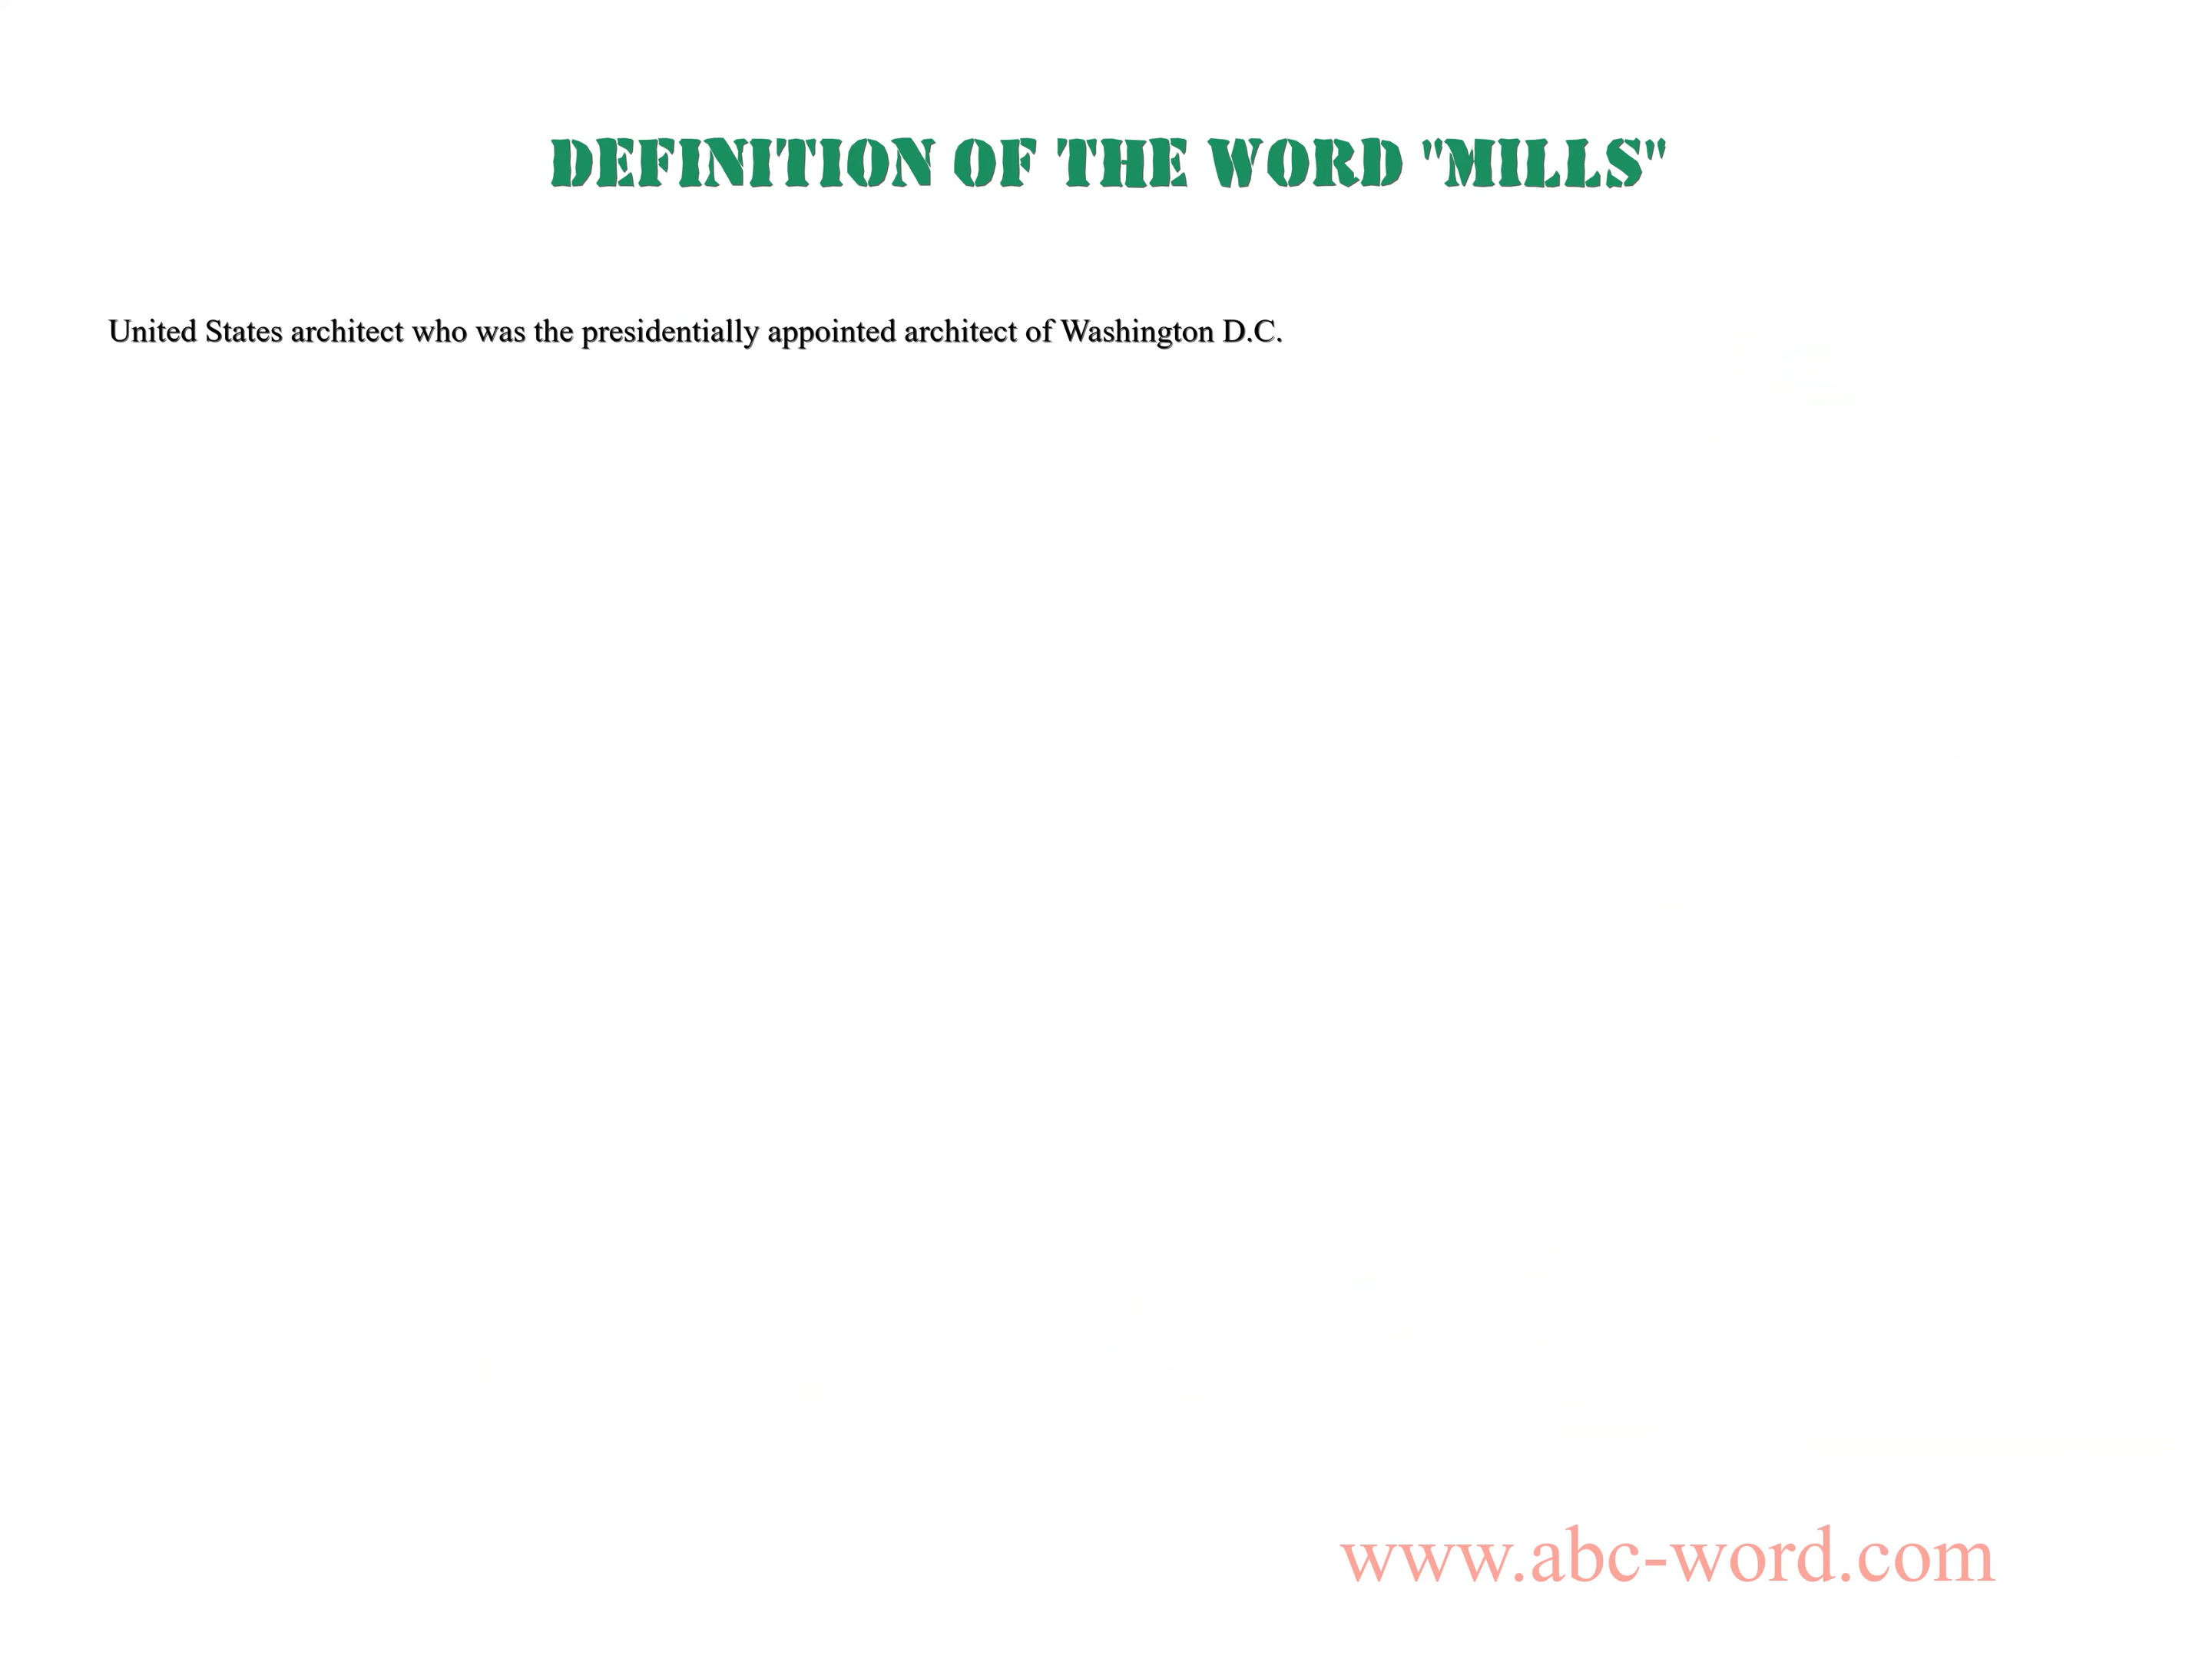 DEFINITION OF THE WORD "MILLS"
United States architect who was the presidentially appointed architect of Washington D.C.
www.abc-word.com